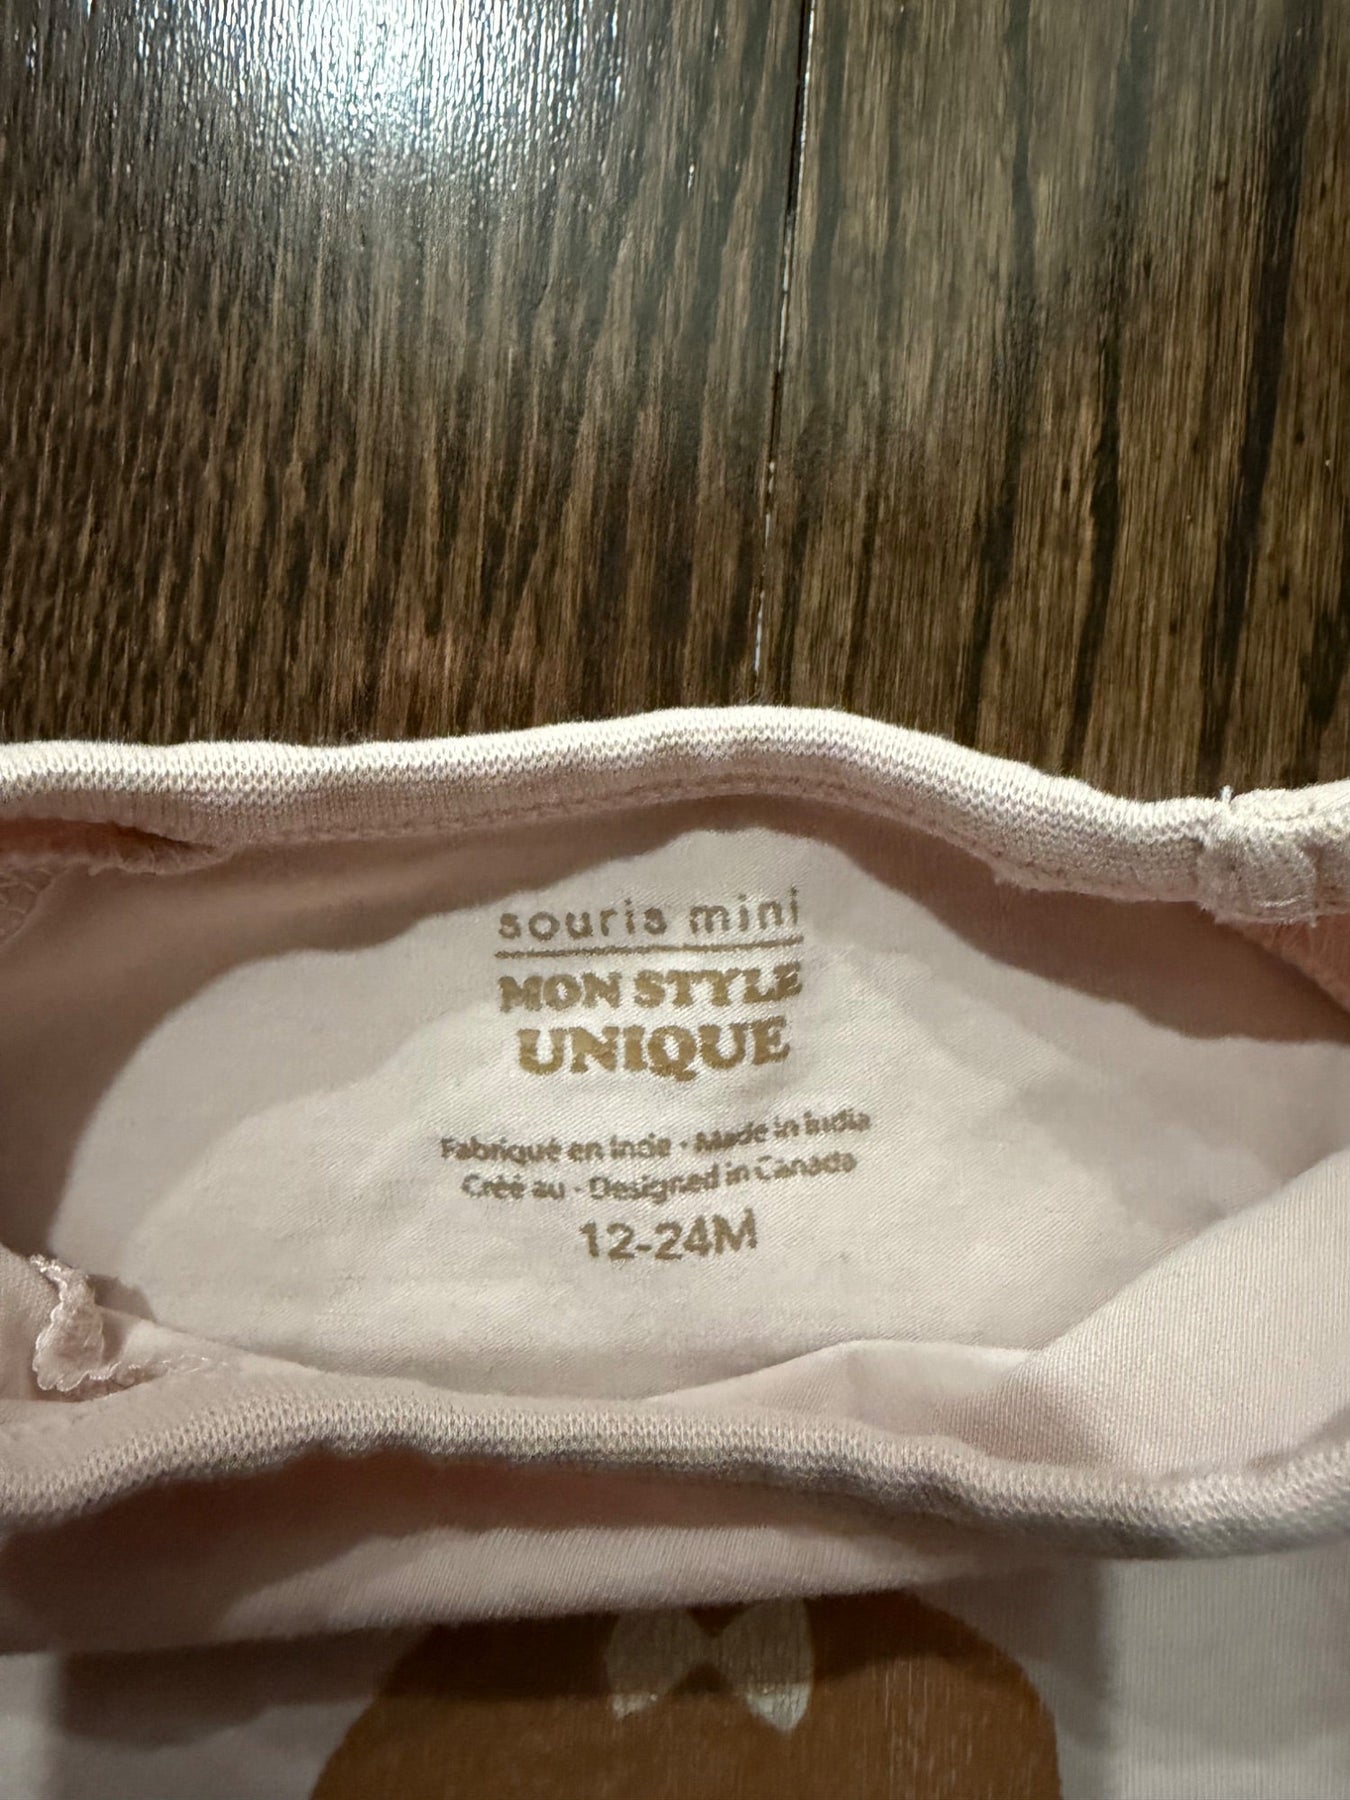 souris mini
MON STYLE
UNIQUE
Fabriqué en Inde · Made in India
Créé au · Designed in Canada
12-24M